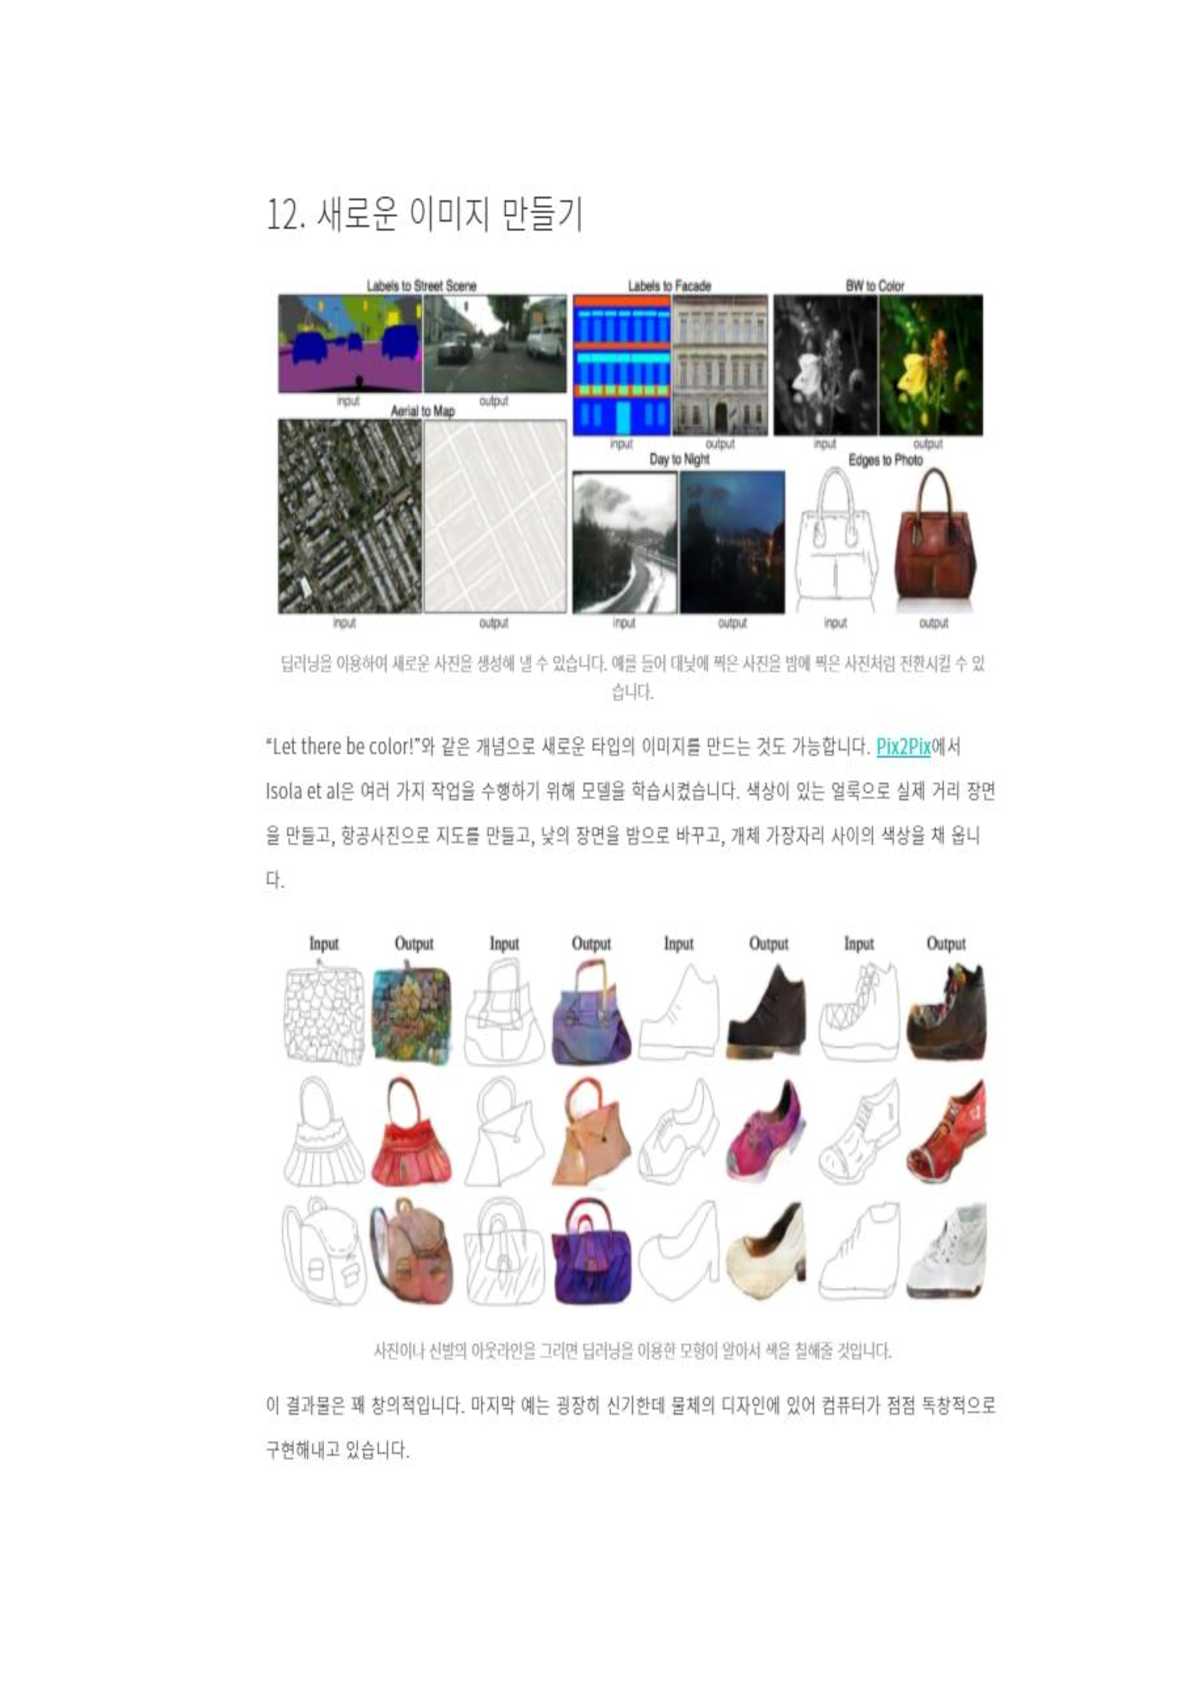 12. 새로운 이미지 만들기
Labels to Street Scene
Labels to Facade
BW to Color
input
output
Aerial to Map
input
output
input
output
Day to Night
Edges to Photo
input
output
input
output
input
output
딥러닝을 이용하여 새로운 사진을 생성해 낼 수 있습니다. 예를 들어 대낮에 찍은 사진을 밤에 찍은 사진처럼 전환시킬 수 있
습니다.
“Let there be color!”와 같은 개념으로 새로운 타입의 이미지를 만드는 것도 가능합니다. Pix2Pix에서
Isola et al은 여러 가지 작업을 수행하기 위해 모델을 학습시켰습니다. 색상이 있는 얼룩으로 실제 거리 장면
을 만들고, 항공사진으로 지도를 만들고, 낮의 장면을 밤으로 바꾸고, 개체 가장자리 사이의 색상을 채 웁니
다.
Input Output Input Output Input Output Input Output
사진이나 신발의 아웃라인을 그리면 딥러닝을 이용한 모형이 알아서 색을 칠해줄 것입니다.
이 결과물은 꽤 창의적입니다. 마지막 예는 굉장히 신기한데 물체의 디자인에 있어 컴퓨터가 점점 독창적으로
구현해내고 있습니다.